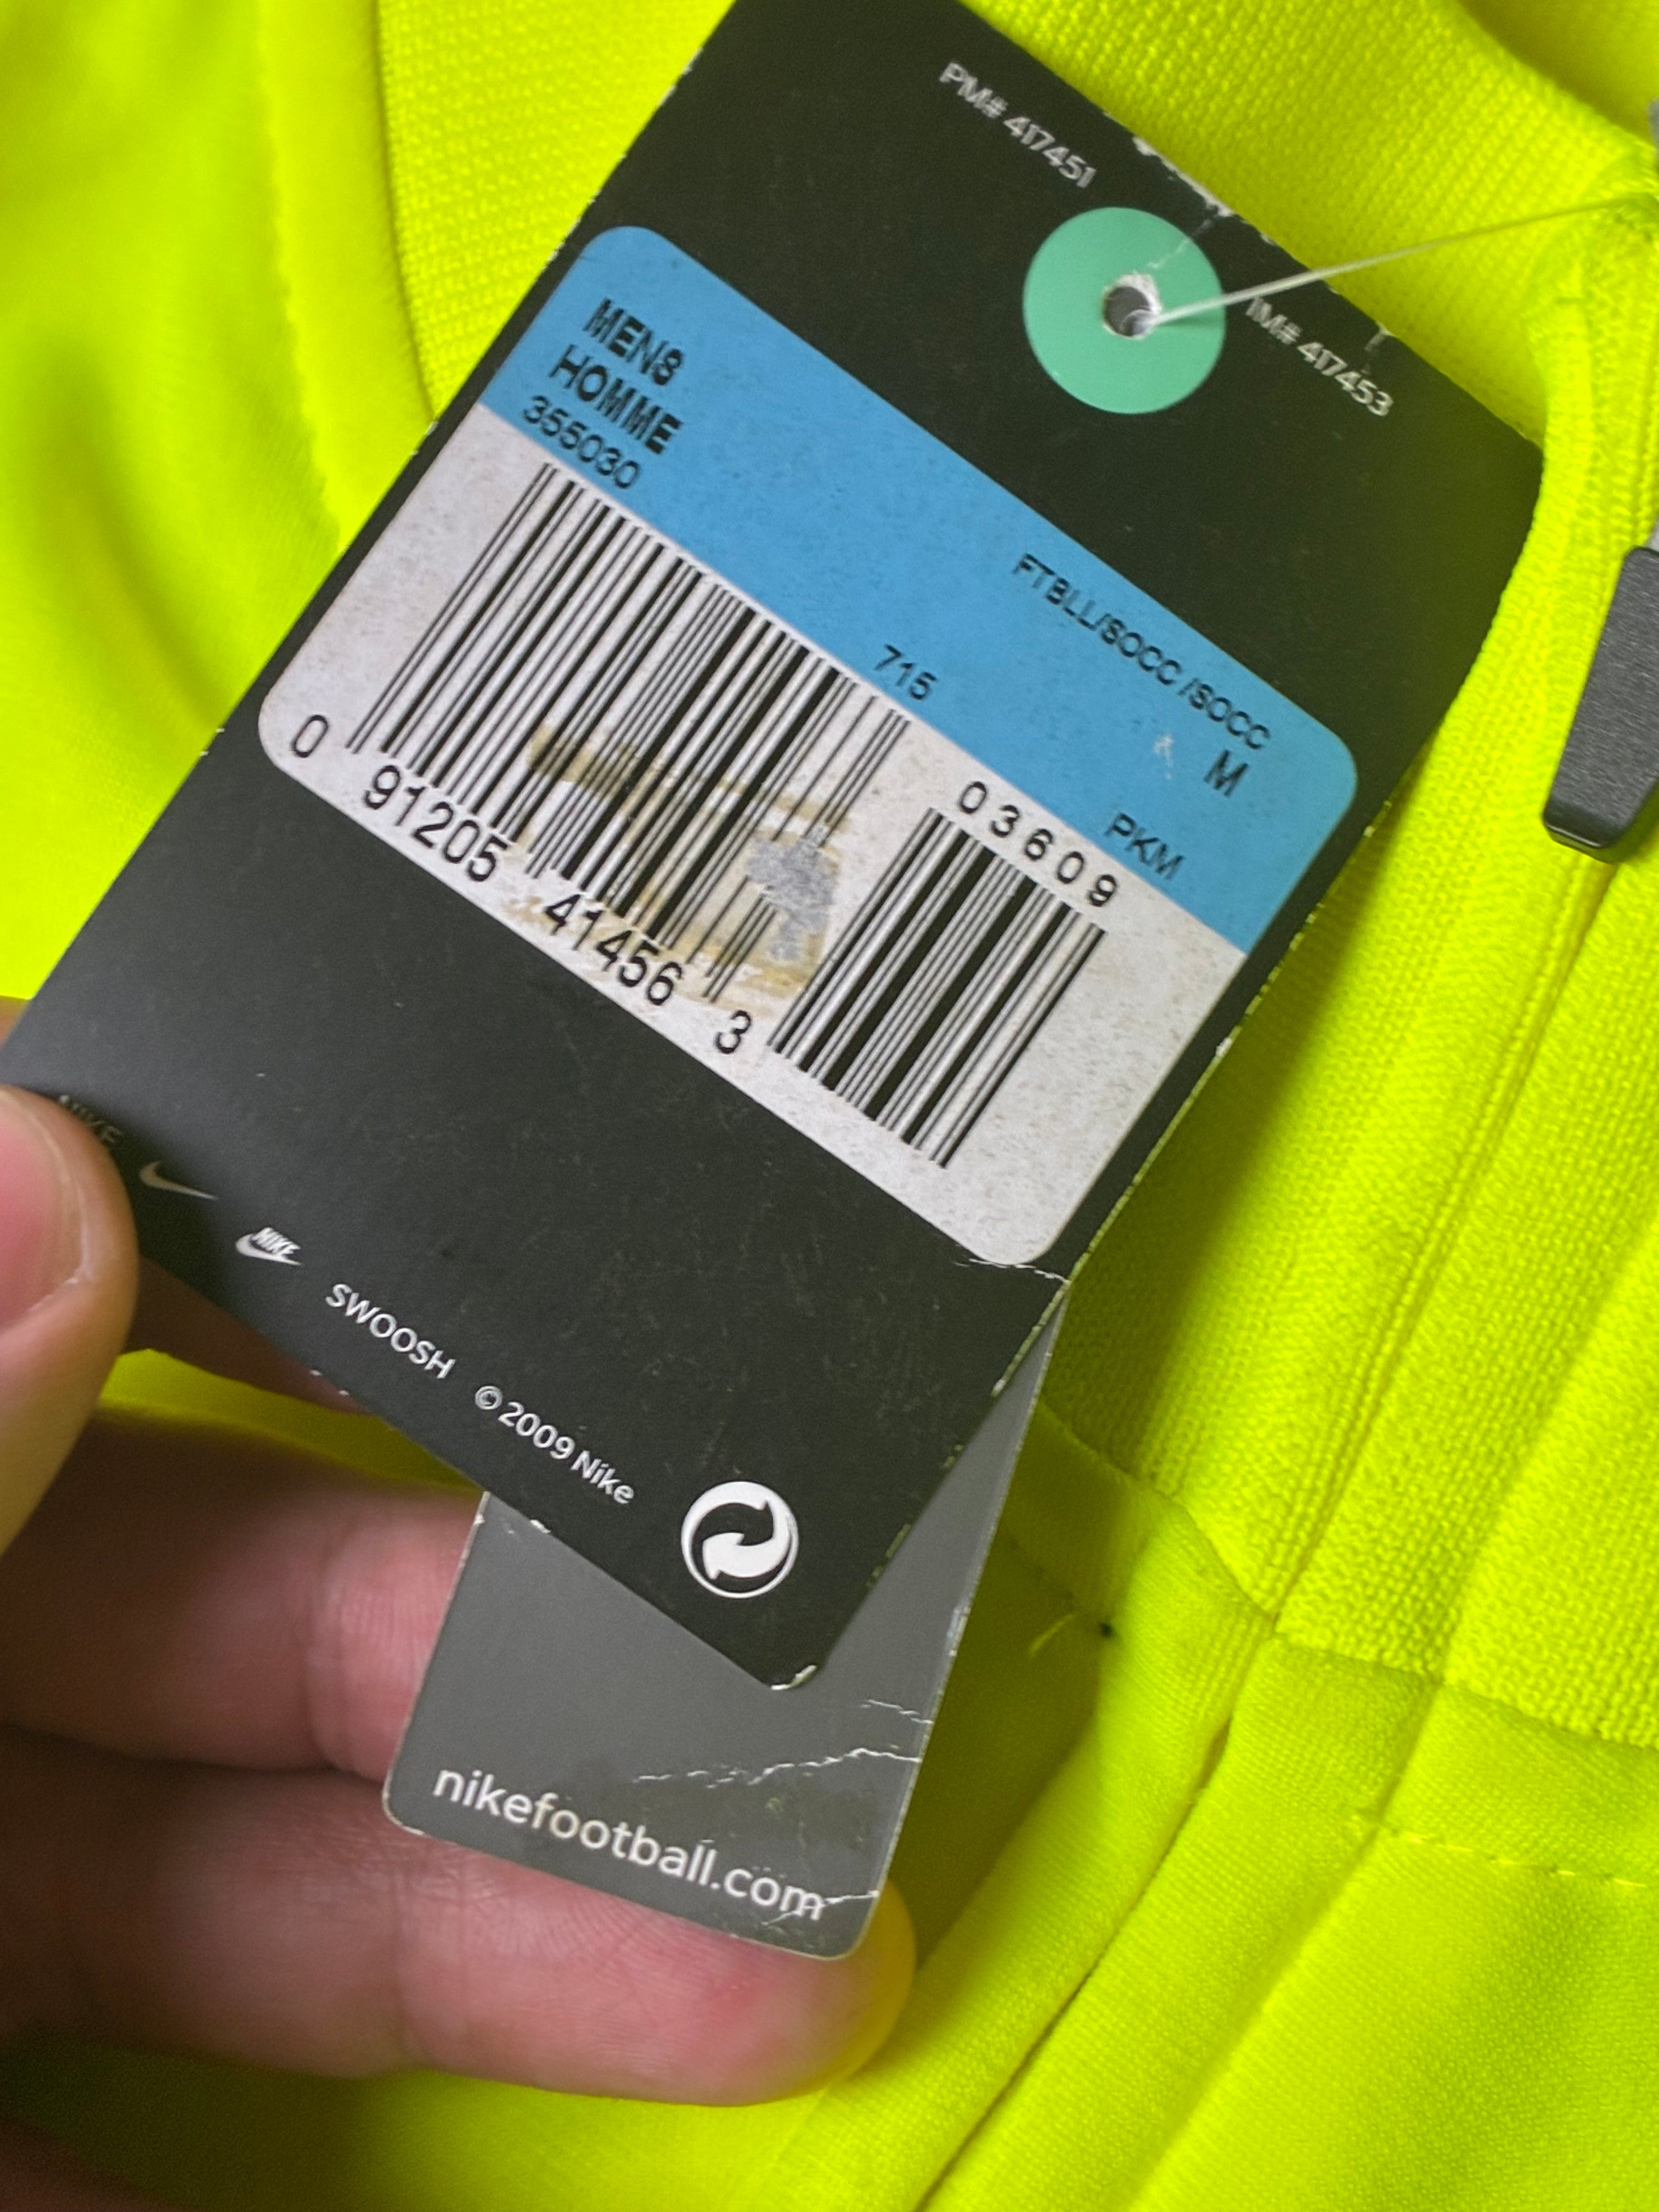 PM# 417451
IM# 417453
MENS
HOMME
355030
FTBLL/SOCC /SOCC
715
M
PKM
03609
0 91205 41456 3
NIKE
NIKE
SWOOSH
© 2009 Nike
nikefootball.com